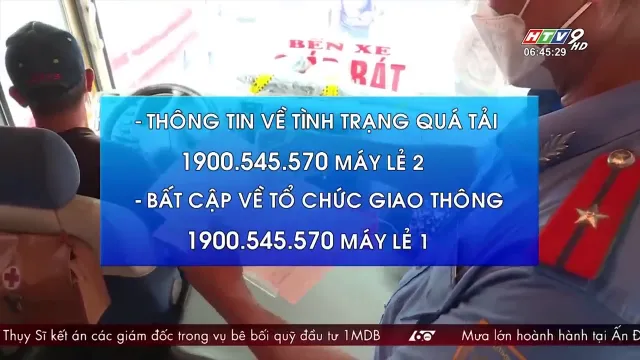 HTV9 HD
06:45:29
BẾN XE
GIÁP BÁT
- THÔNG TIN VỀ TÌNH TRẠNG QUÁ TẢI
1900.545.570 MÁY LẺ 2
- BẤT CẬP VỀ TỔ CHỨC GIAO THÔNG
1900.545.570 MÁY LẺ 1
Thụy Sĩ kết án các giám đốc trong vụ bê bối quỹ đầu tư 1MDB 60 Mưa lớn hoành hành tại Ấn Đ